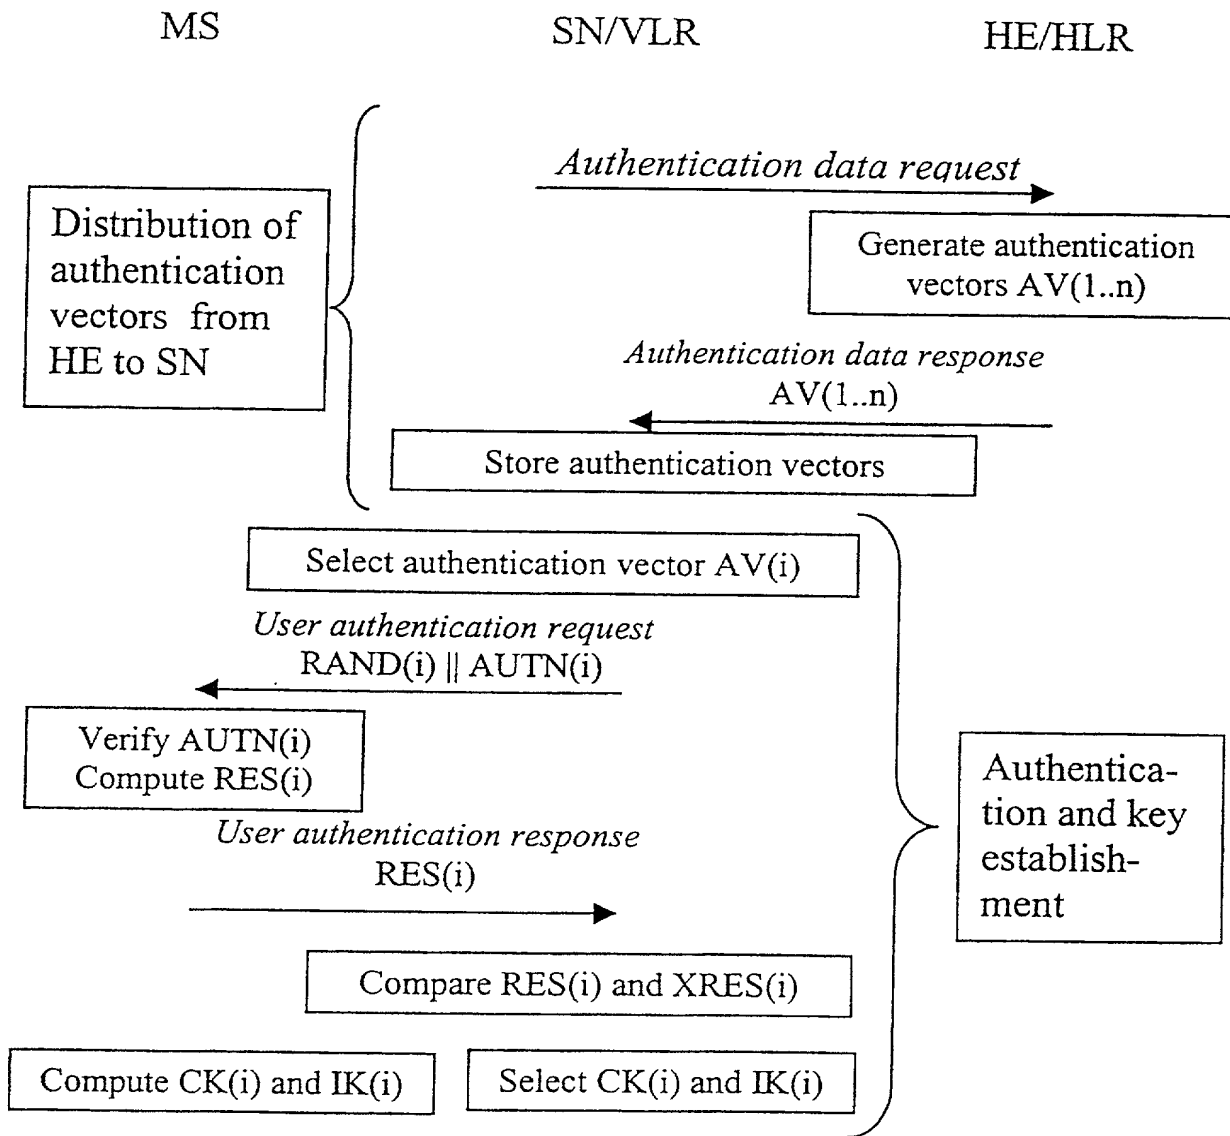 MS
SN/VLR
HE/HLR
Authentication data request
Distribution of
authentication
vectors from
HE to SN
Generate authentication
vectors AV(1..n)
Authentication data response
AV(1..n)
Store authentication vectors
Select authentication vector AV(i)
User authentication request
RAND(i) || AUTN(i)
Verify AUTN(i)
Compute RES(i)
User authentication response
RES(i)
Authentica-
tion and key
establish-
ment
Compare RES(i) and XRES(i)
Compute CK(i) and IK(i)
Select CK(i) and IK(i)